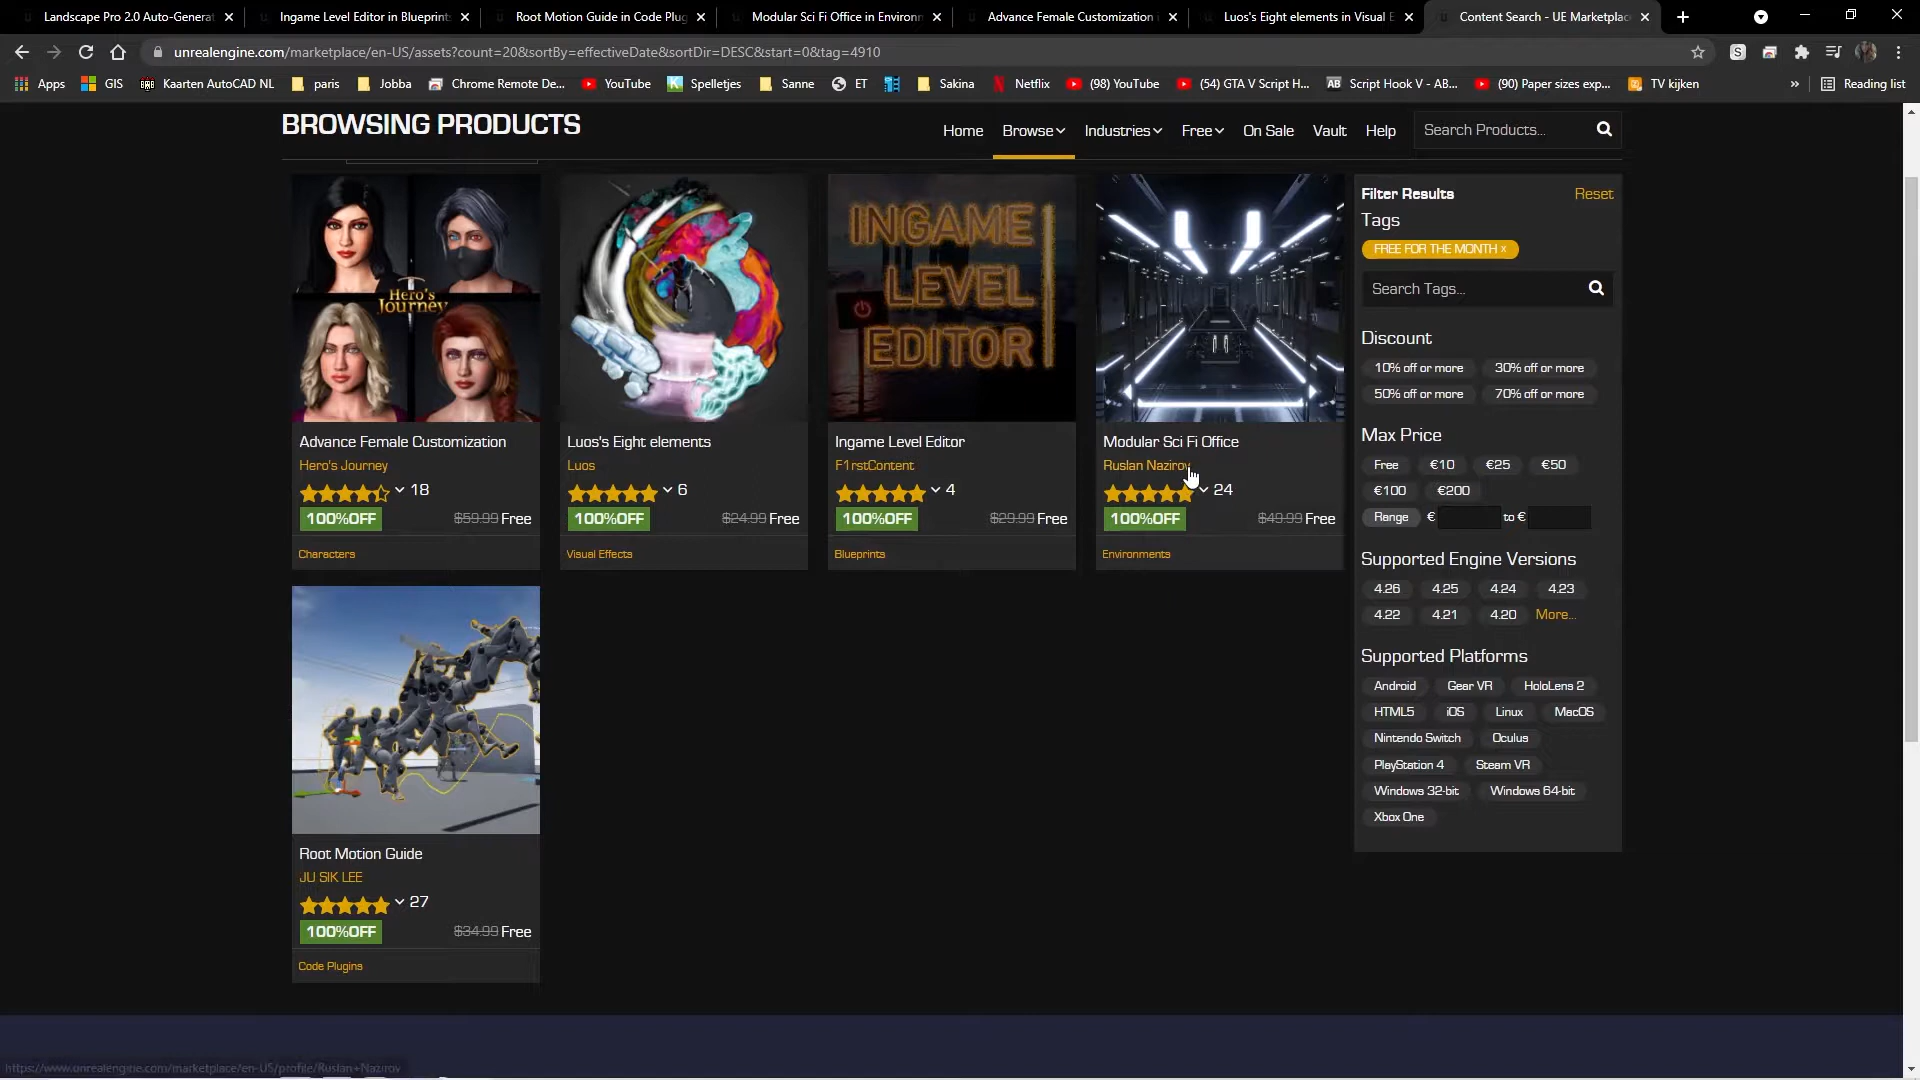 Landscape Pro 2.0 Auto-Genera
Ingame Level Editor in Blueprint
Root Motion Guide in Code Plug
Modular Sci Fi Office in Environ
Advance Female Customization
Luos's Eight elements in Visual E
Content Search - UE Marketplac
unrealengine.com/marketplace/en-US/assets?count=20&sortBy=effectiveDate&sortDir=DESC&start=0&tag=4910
Apps GIS Kaarten AutoCAD NL paris Jobba Chrome Remote De... YouTube Spelletjes Sanne ET Sakina Netflix (98) YouTube (54) GTA V Script H... Script Hook V - AB... (90) Paper sizes exp... TV kijken » Reading list
BROWSING PRODUCTS
Home Browse Industries Free On Sale Vault Help Search Products...
INGAME
LEVEL
EDITOR
Hero's
Journey
Advance Female Customization
Hero's Journey
18
100%OFF $59.99 Free
Characters
Luos's Eight elements
Luos
6
100%OFF $24.99 Free
Visual Effects
Ingame Level Editor
F1rstContent
4
100%OFF $29.99 Free
Blueprints
Modular Sci Fi Office
Ruslan Nazirov
24
100%OFF $49.99 Free
Environments
Root Motion Guide
JU SIK LEE
27
100%OFF $34.99 Free
Code Plugins
Filter Results Reset
Tags
FREE FOR THE MONTH x
Search Tags...
Discount
10% off or more 30% off or more
50% off or more 70% off or more
Max Price
Free €10 €25 €50
€100 €200
Range € to €
Supported Engine Versions
4.26 4.25 4.24 4.23
4.22 4.21 4.20 More...
Supported Platforms
Android Gear VR HoloLens 2
HTML5 iOS Linux MacOS
Nintendo Switch Oculus
PlayStation 4 Steam VR
Windows 32-bit Windows 64-bit
Xbox One
https://www.unrealengine.com/marketplace/en-US/profile/Ruslan+Nazirov